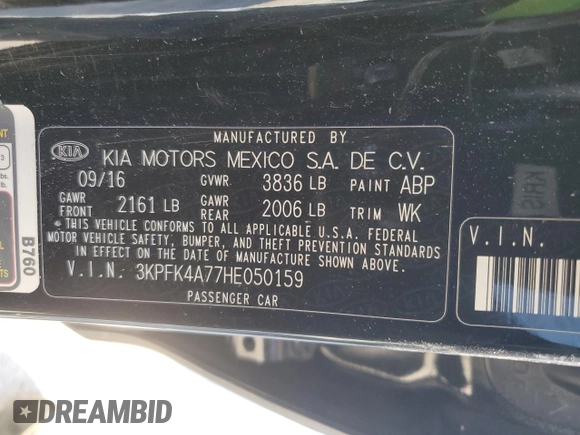 MANUFACTURED BY
KIA KIA MOTORS MEXICO S.A. DE C.V.
09/16 GVWR 3836 LB PAINT ABP
GAWR FRONT 2161 LB GAWR REAR 2006 LB TRIM WK
THIS VEHICLE CONFORMS TO ALL APPLICABLE U.S.A. FEDERAL
MOTOR VEHICLE SAFETY, BUMPER, AND THEFT PREVENTION STANDARDS
IN EFFECT ON THE DATE OF MANUFACTURE SHOWN ABOVE.
V.I.N. 3KPFK4A77HE050159
PASSENGER CAR
B760
V.I.N.
DREAMBID